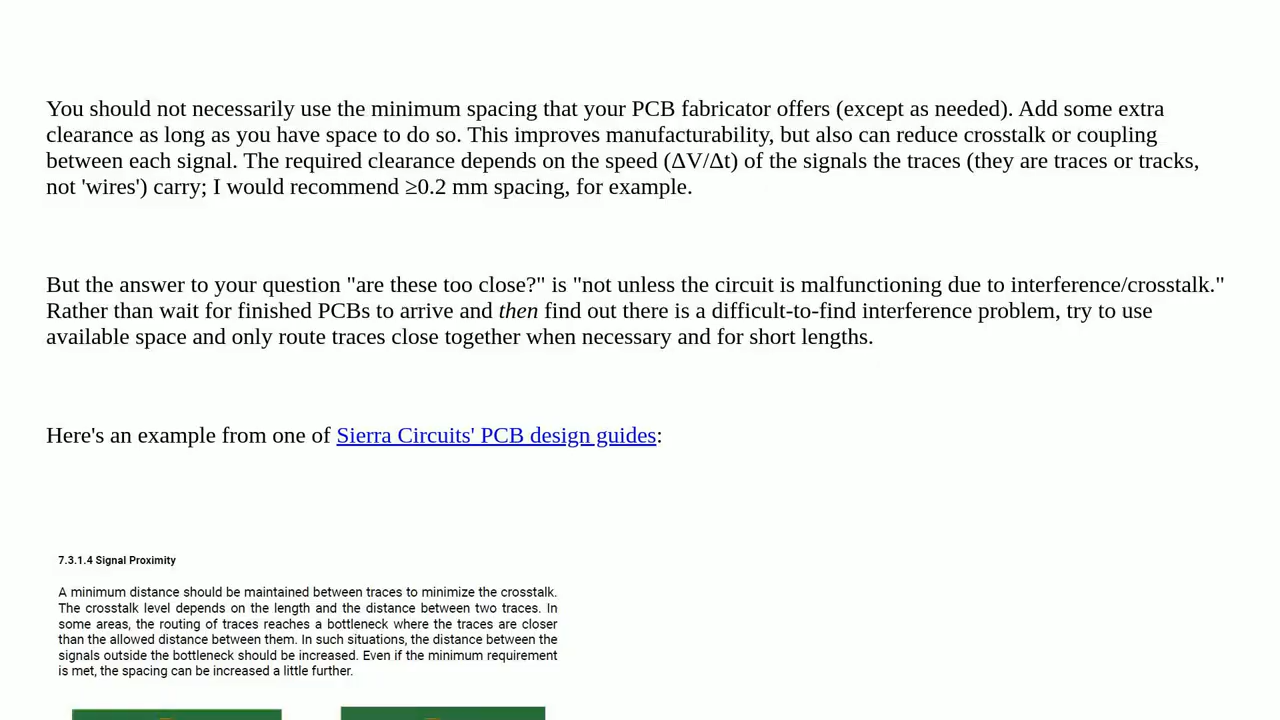 You should not necessarily use the minimum spacing that your PCB fabricator offers (except as needed). Add some extra
clearance as long as you have space to do so. This improves manufacturability, but also can reduce crosstalk or coupling
between each signal. The required clearance depends on the speed (ΔV/Δt) of the signals the traces (they are traces or tracks,
not 'wires') carry; I would recommend ≥0.2 mm spacing, for example.
But the answer to your question "are these too close?" is "not unless the circuit is malfunctioning due to interference/crosstalk."
Rather than wait for finished PCBs to arrive and then find out there is a difficult-to-find interference problem, try to use
available space and only route traces close together when necessary and for short lengths.
Here's an example from one of Sierra Circuits' PCB design guides:
7.3.1.4 Signal Proximity
A minimum distance should be maintained between traces to minimize the crosstalk.
The crosstalk level depends on the length and the distance between two traces. In
some areas, the routing of traces reaches a bottleneck where the traces are closer
than the allowed distance between them. In such situations, the distance between the
signals outside the bottleneck should be increased. Even if the minimum requirement
is met, the spacing can be increased a little further.